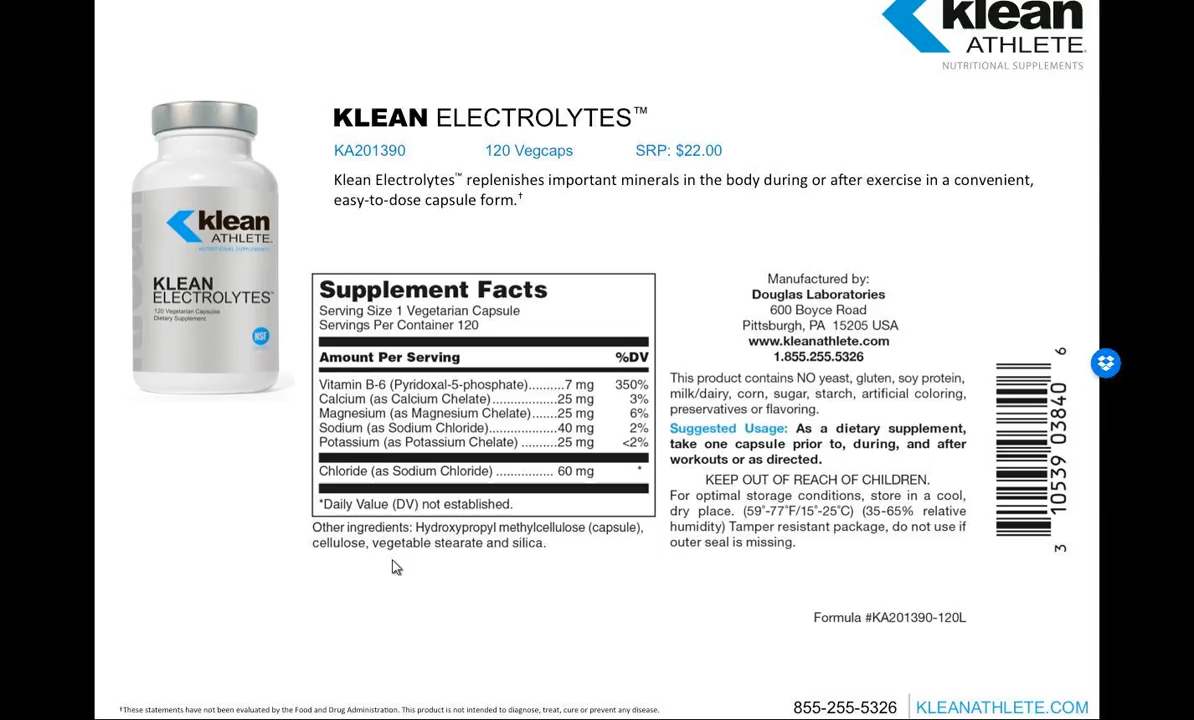 klean
ATHLETE.
NUTRITIONAL SUPPLEMENTS
KLEAN ELECTROLYTES™
KA201390 120 Vegcaps SRP: $22.00
Klean Electrolytes™ replenishes important minerals in the body during or after exercise in a convenient,
easy-to-dose capsule form.†
klean
ATHLETE.
NUTRITIONAL SUPPLEMENTS
KLEAN
ELECTROLYTES™
120 Vegetarian Capsules
Dietary Supplement
NSF
Supplement Facts
Serving Size 1 Vegetarian Capsule
Servings Per Container 120
Amount Per Serving %DV
Vitamin B-6 (Pyridoxal-5-phosphate)..........7 mg 350%
Calcium (as Calcium Chelate)..................25 mg 3%
Magnesium (as Magnesium Chelate).......25 mg 6%
Sodium (as Sodium Chloride)...................40 mg 2%
Potassium (as Potassium Chelate) ..........25 mg <2%
Chloride (as Sodium Chloride) ................ 60 mg *
*Daily Value (DV) not established.
Other ingredients: Hydroxypropyl methylcellulose (capsule),
cellulose, vegetable stearate and silica.
Manufactured by:
Douglas Laboratories
600 Boyce Road
Pittsburgh, PA 15205 USA
www.kleanathlete.com
1.855.255.5326
This product contains NO yeast, gluten, soy protein,
milk/dairy, corn, sugar, starch, artificial coloring,
preservatives or flavoring.
Suggested Usage: As a dietary supplement,
take one capsule prior to, during, and after
workouts or as directed.
KEEP OUT OF REACH OF CHILDREN.
For optimal storage conditions, store in a cool,
dry place. (59°-77°F/15°-25°C) (35-65% relative
humidity) Tamper resistant package, do not use if
outer seal is missing.
3 10539 03840 6
Formula #KA201390-120L
†These statements have not been evaluated by the Food and Drug Administration. This product is not intended to diagnose, treat, cure or prevent any disease.
855-255-5326 KLEANATHLETE.COM